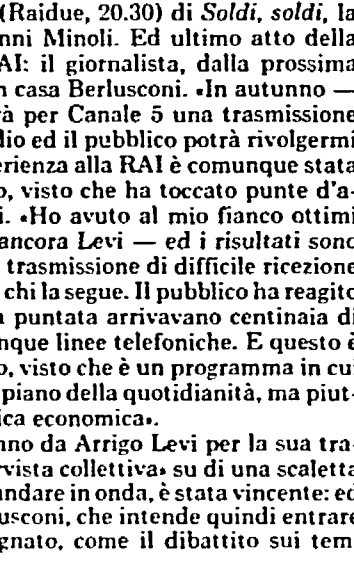 (Raidue, 20.30) di Soldi, soldi, la
nni Minoli. Ed ultimo atto della
AI: il giornalista, dalla prossima
n casa Berlusconi. «In autunno —
rà per Canale 5 una trasmissione
lio ed il pubblico potrà rivolgermi
erienza alla RAI è comunque stata
o, visto che ha toccato punte d'a-
i. «Ho avuto al mio fianco ottimi
ancora Levi — ed i risultati sono
trasmissione di difficile ricezione
chi la segue. Il pubblico ha reagito
a puntata arrivavano centinaia di
nque linee telefoniche. E questo è
o, visto che è un programma in cui
piano della quotidianità, ma piut-
ica economica».
nno da Arrigo Levi per la sua tra-
rvista collettiva» su di una scaletta
andare in onda, è stata vincente: ed
usconi, che intende quindi entrare
gnato, come il dibattito sui tem